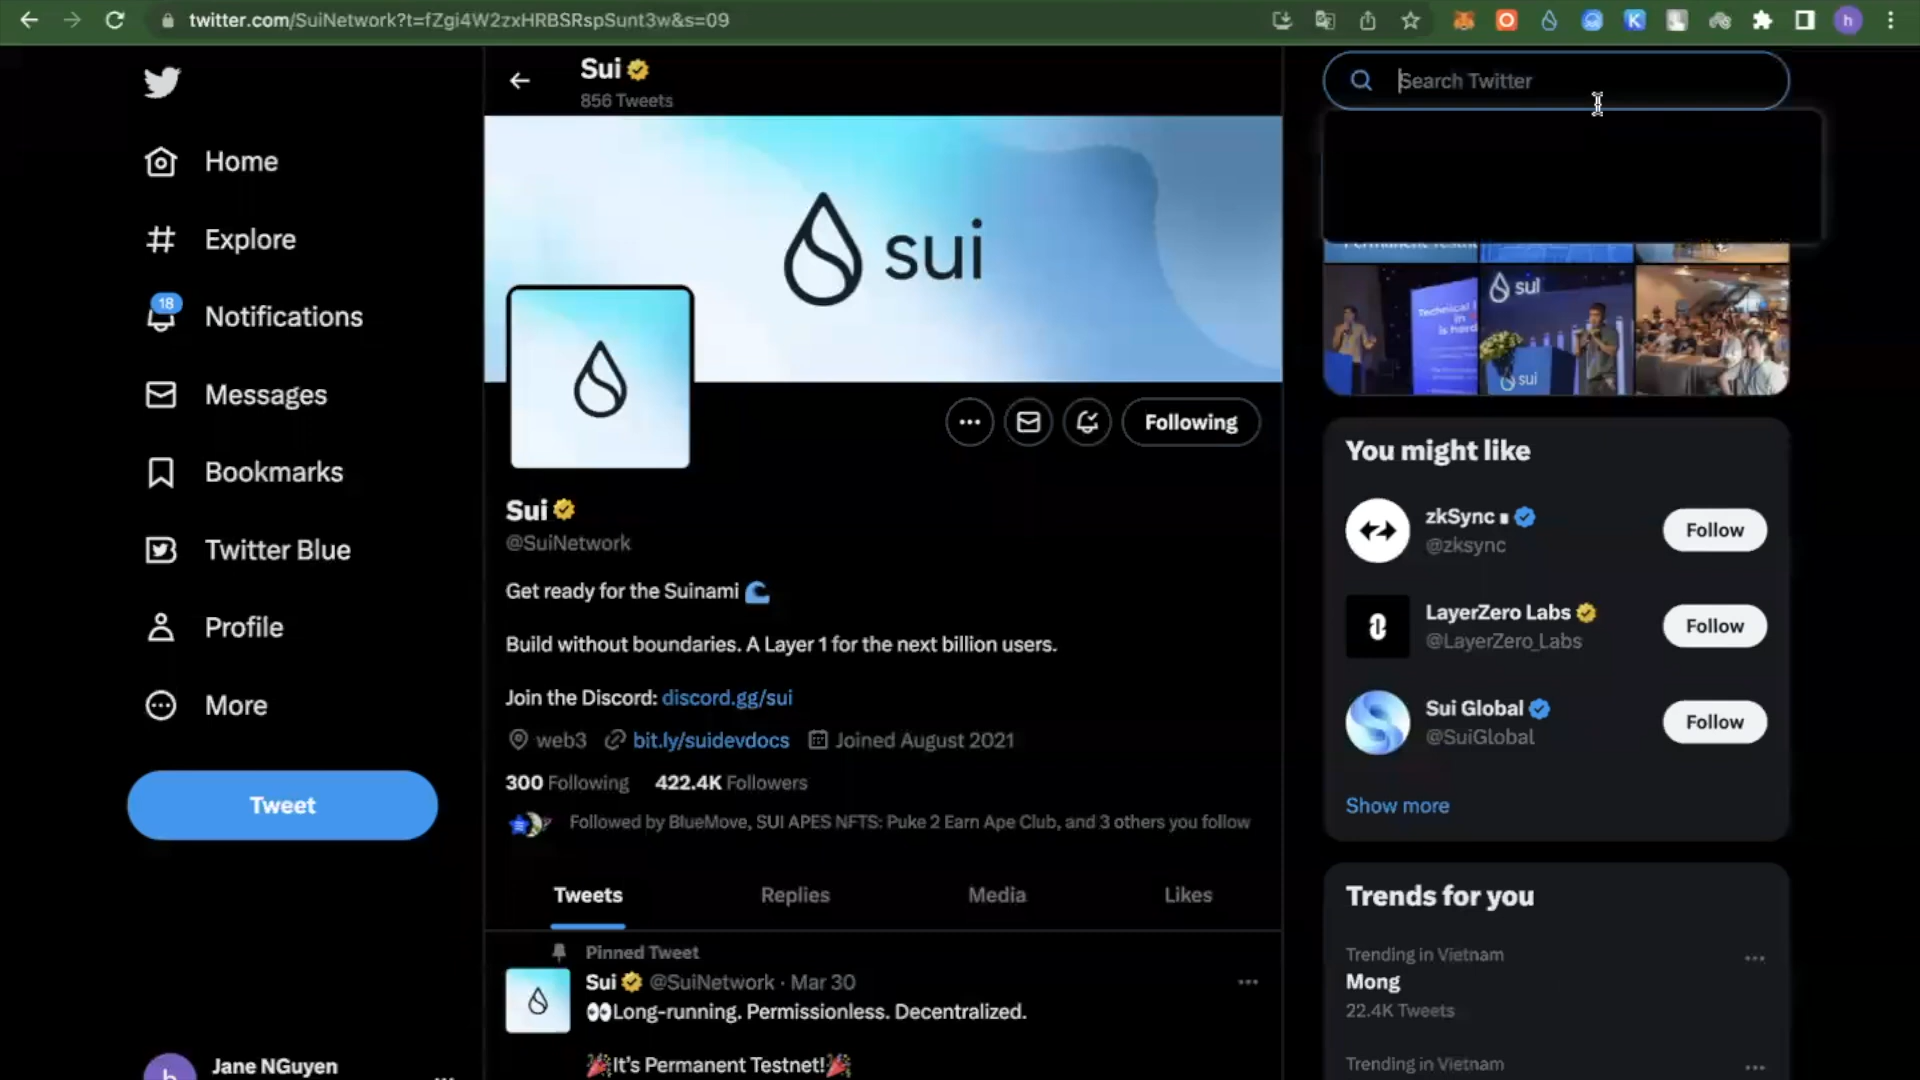 twitter.com/SuiNetwork?t=fZgi4W2zxHRBSRspSunt3w&s=09
Home
Explore
18
Notifications
Messages
Bookmarks
Twitter Blue
Profile
More
Tweet
Jane NGuyen
Sui
856 Tweets
sui
Following
Sui
@SuiNetwork
Get ready for the Suinami 🌊
Build without boundaries. A Layer 1 for the next billion users.
Join the Discord: discord.gg/sui
web3 bit.ly/suidevdocs Joined August 2021
300 Following 422.4K Followers
Followed by BlueMove, SUI APES NFTS: Puke 2 Earn Ape Club, and 3 others you follow
Tweets Replies Media Likes
Pinned Tweet
Sui @SuiNetwork · Mar 30
👀Long-running. Permissionless. Decentralized.
🎉It's Permanent Testnet!🎉
Search Twitter
Permanent Testnet
Technical
in
is hard
sui
sui
You might like
zkSync
@zksync
Follow
LayerZero Labs
@LayerZero_Labs
Follow
Sui Global
@SuiGlobal
Follow
Show more
Trends for you
Trending in Vietnam
Mong
22.4K Tweets
Trending in Vietnam
h
K